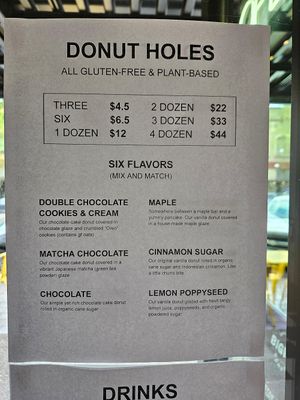 DONUT HOLES
ALL GLUTEN-FREE & PLANT-BASED
THREE $4.5 2 DOZEN $22
SIX $6.5 3 DOZEN $33
1 DOZEN $12 4 DOZEN $44
SIX FLAVORS
(MIX AND MATCH)
DOUBLE CHOCOLATE
COOKIES & CREAM
Our chocolate cake donut covered in
chocolate glaze and crumbled "Oreo"
cookies (contains gf oats)
MATCHA CHOCOLATE
Our chocolate cake donut covered in a
vibrant Japanese matcha (green tea
powder) glaze
CHOCOLATE
Our simple yet rich chocolate cake donut
rolled in organic cane sugar
MAPLE
Somewhere between a maple bar and a
yummy pancake. Our vanilla donut covered in
a house made maple glaze
CINNAMON SUGAR
Our original vanilla donut rolled in organic
cane sugar and Indonesian cinnamon. Like
a little churro bite
LEMON POPPYSEED
Our vanilla donut glazed with tangy
lemon juice, poppyseeds, and organic
powdered sugar
DRINKS